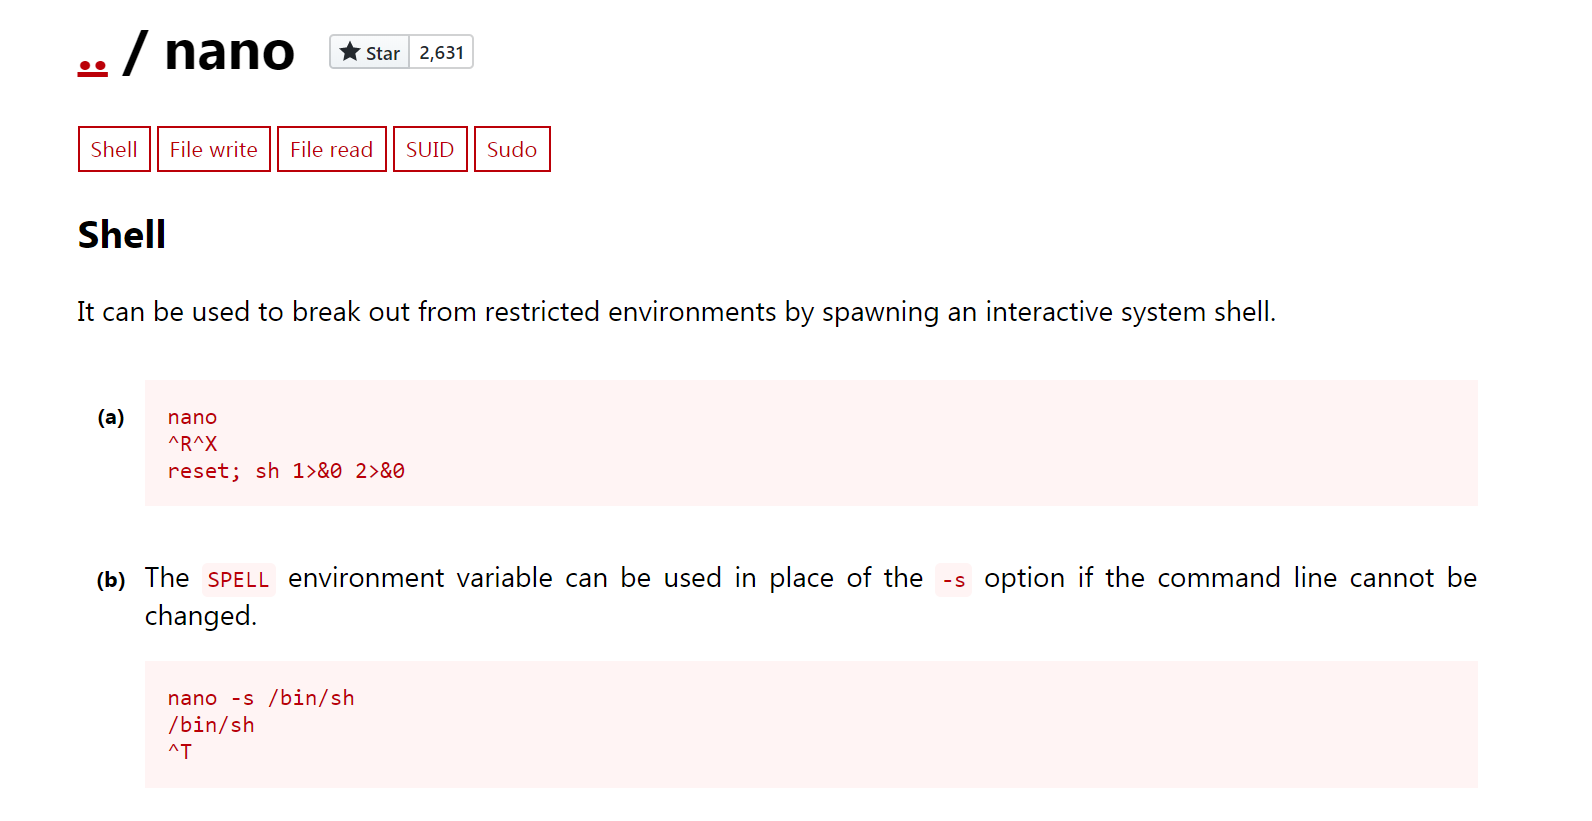 .. / nano Star 2,631
Shell File write File read SUID Sudo
Shell
It can be used to break out from restricted environments by spawning an interactive system shell.
(a) nano
^R^X
reset; sh 1>&0 2>&0
(b) The SPELL environment variable can be used in place of the -s option if the command line cannot be
changed.
nano -s /bin/sh
/bin/sh
^T